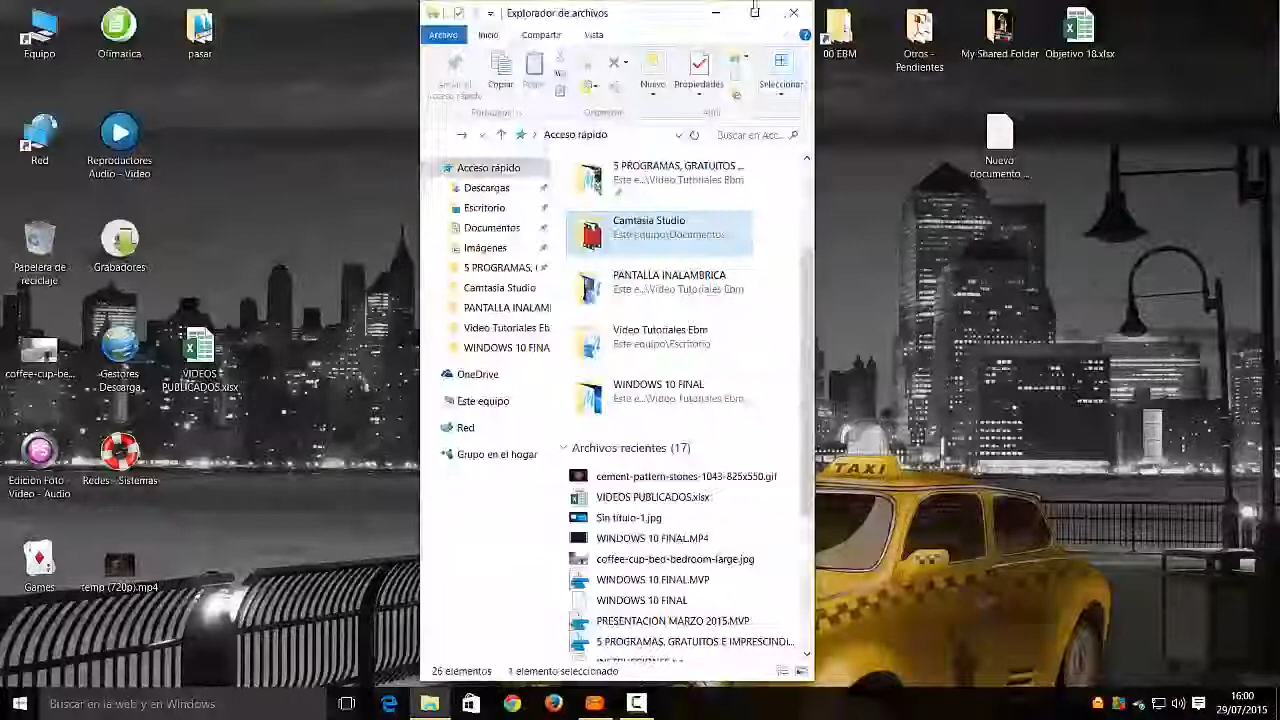 Equipo
Ofimatica
pasar
Red
Reproductores
Audio - Video
Papelera de
reciclaje
Grabadores
coffee-cup-be...
Gestores
Descarga
VIDEOS
PUBLICADOS.xlsx
Video - Audio
Redes - Sistemas
temp (720p).mp4
Explorador de archivos
Archivo
Inicio
Compartir
Vista
Copiar
Nuevo
Propiedades
Seleccionar
Acceso rápido
Buscar en Acc...
Acceso rápido
Descargas
Escritorio
Documentos
Imágenes
5 PROGRAMAS, (
Camtasia Studio
PANTALLA INALAM
Video Tutoriales Eb
WINDOWS 10 FINA
OneDrive
Este equipo
Red
Grupo en el hogar
5 PROGRAMAS, GRATUITOS ...
Este e...\Video Tutoriales Ebm
Camtasia Studio
Este equipo\Documentos
PANTALLA INALAMBRICA
Este e...\Video Tutoriales Ebm
Video Tutoriales Ebm
Este equipo\Escritorio
WINDOWS 10 FINAL
Este e...\Video Tutoriales Ebm
Archivos recientes (17)
cement-pattern-stones-1043-825x550.gif
VIDEOS PUBLICADOS.xlsx
Sin título-1.jpg
WINDOWS 10 FINAL.MP4
coffee-cup-bed-bedroom-large.jpg
WINDOWS 10 FINAL.MVP
WINDOWS 10 FINAL
PRESENTACION MARZO 2015.MVP
5 PROGRAMAS, GRATUITOS E IMPRESCINDI...
26 elementos
1 elemento seleccionado
00 EBM
Otros -
Pendientes
My Shared Folder
Objetivo 18.xlsx
Nuevo
documento ...
TAXI
Buscar en la web y en Windows
16:00
29/07/2015